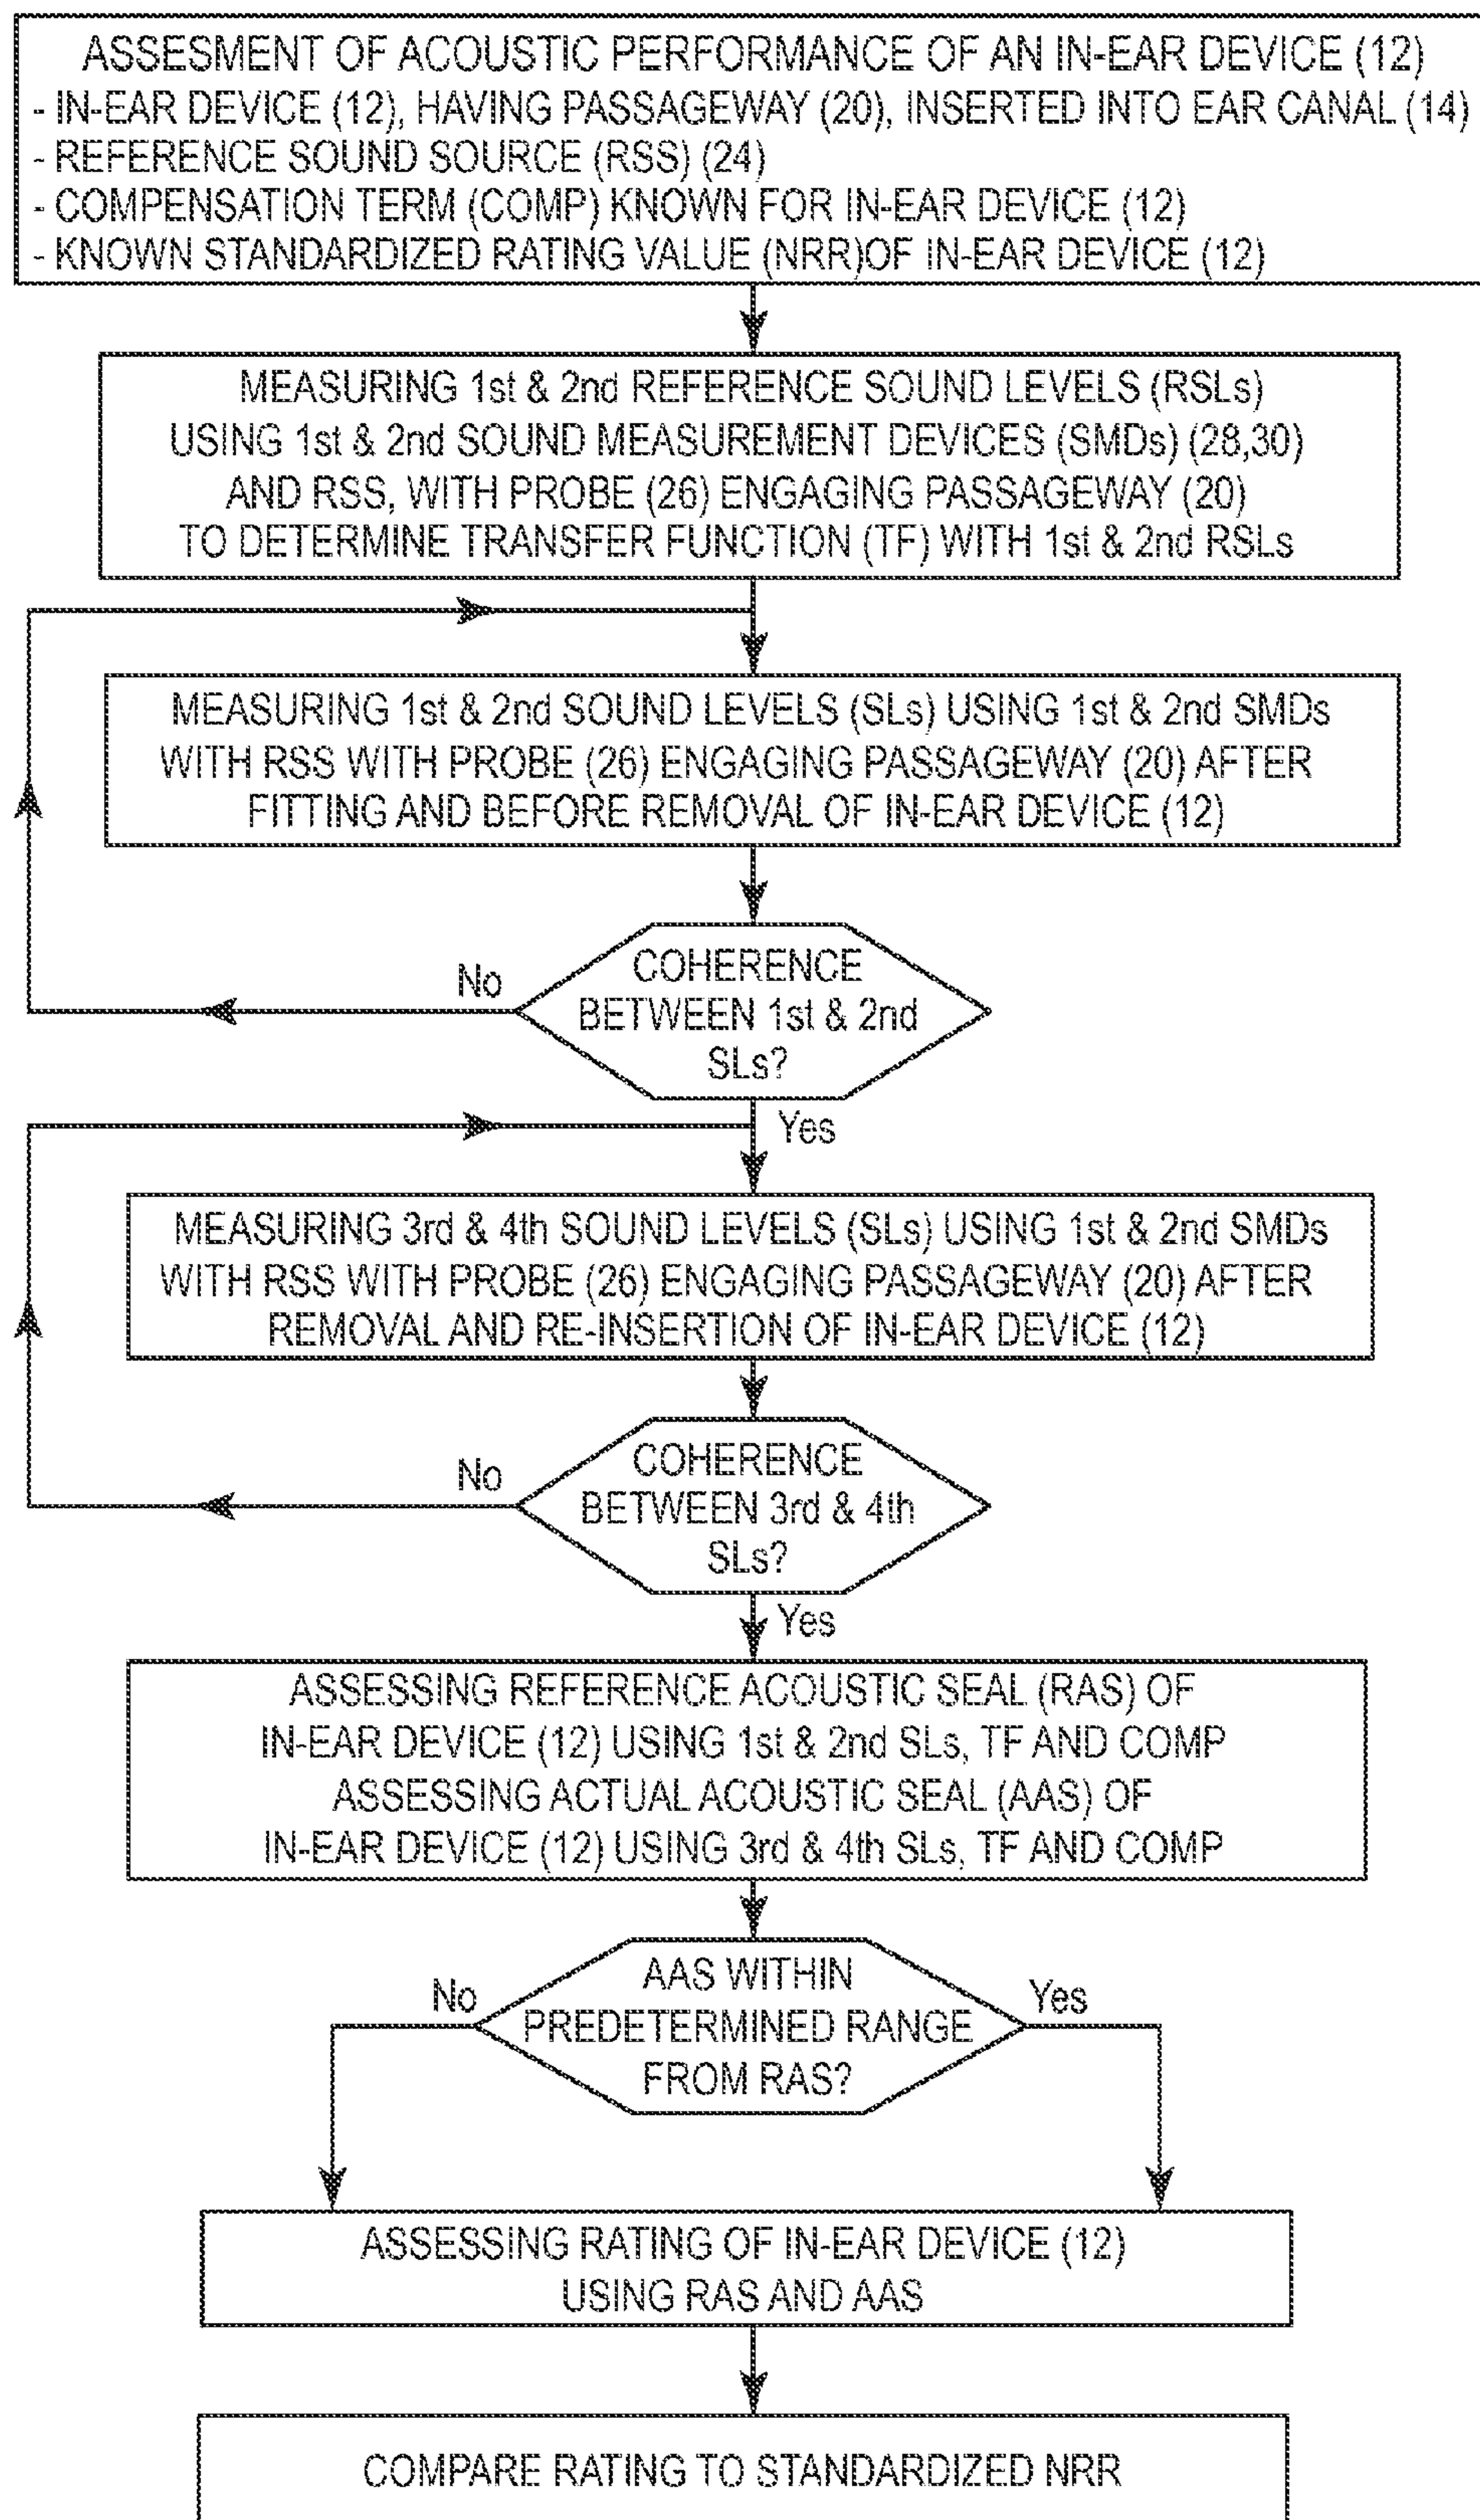 ASSESMENT OF ACOUSTIC PERFORMANCE OF AN IN-EAR DEVICE (12)
- IN-EAR DEVICE (12), HAVING PASSAGEWAY (20), INSERTED INTO EAR CANAL (14)
- REFERENCE SOUND SOURCE (RSS) (24)
- COMPENSATION TERM (COMP) KNOWN FOR IN-EAR DEVICE (12)
- KNOWN STANDARDIZED RATING VALUE (NRR)OF IN-EAR DEVICE (12)
MEASURING 1st & 2nd REFERENCE SOUND LEVELS (RSLs)
USING 1st & 2nd SOUND MEASUREMENT DEVICES (SMDs) (28,30)
AND RSS, WITH PROBE (26) ENGAGING PASSAGEWAY (20)
TO DETERMINE TRANSFER FUNCTION (TF) WITH 1st & 2nd RSLs
MEASURING 1st & 2nd SOUND LEVELS (SLs) USING 1st & 2nd SMDs
WITH RSS WITH PROBE (26) ENGAGING PASSAGEWAY (20) AFTER
FITTING AND BEFORE REMOVAL OF IN-EAR DEVICE (12)
No
COHERENCE
BETWEEN 1st & 2nd
SLs?
Yes
MEASURING 3rd & 4th SOUND LEVELS (SLs) USING 1st & 2nd SMDs
WITH RSS WITH PROBE (26) ENGAGING PASSAGEWAY (20) AFTER
REMOVAL AND RE-INSERTION OF IN-EAR DEVICE (12)
No
COHERENCE
BETWEEN 3rd & 4th
SLs?
Yes
ASSESSING REFERENCE ACOUSTIC SEAL (RAS) OF
IN-EAR DEVICE (12) USING 1st & 2nd SLs, TF AND COMP
ASSESSING ACTUAL ACOUSTIC SEAL (AAS) OF
IN-EAR DEVICE (12) USING 3rd & 4th SLs, TF AND COMP
No
AAS WITHIN
PREDETERMINED RANGE
FROM RAS?
Yes
ASSESSING RATING OF IN-EAR DEVICE (12)
USING RAS AND AAS
COMPARE RATING TO STANDARDIZED NRR